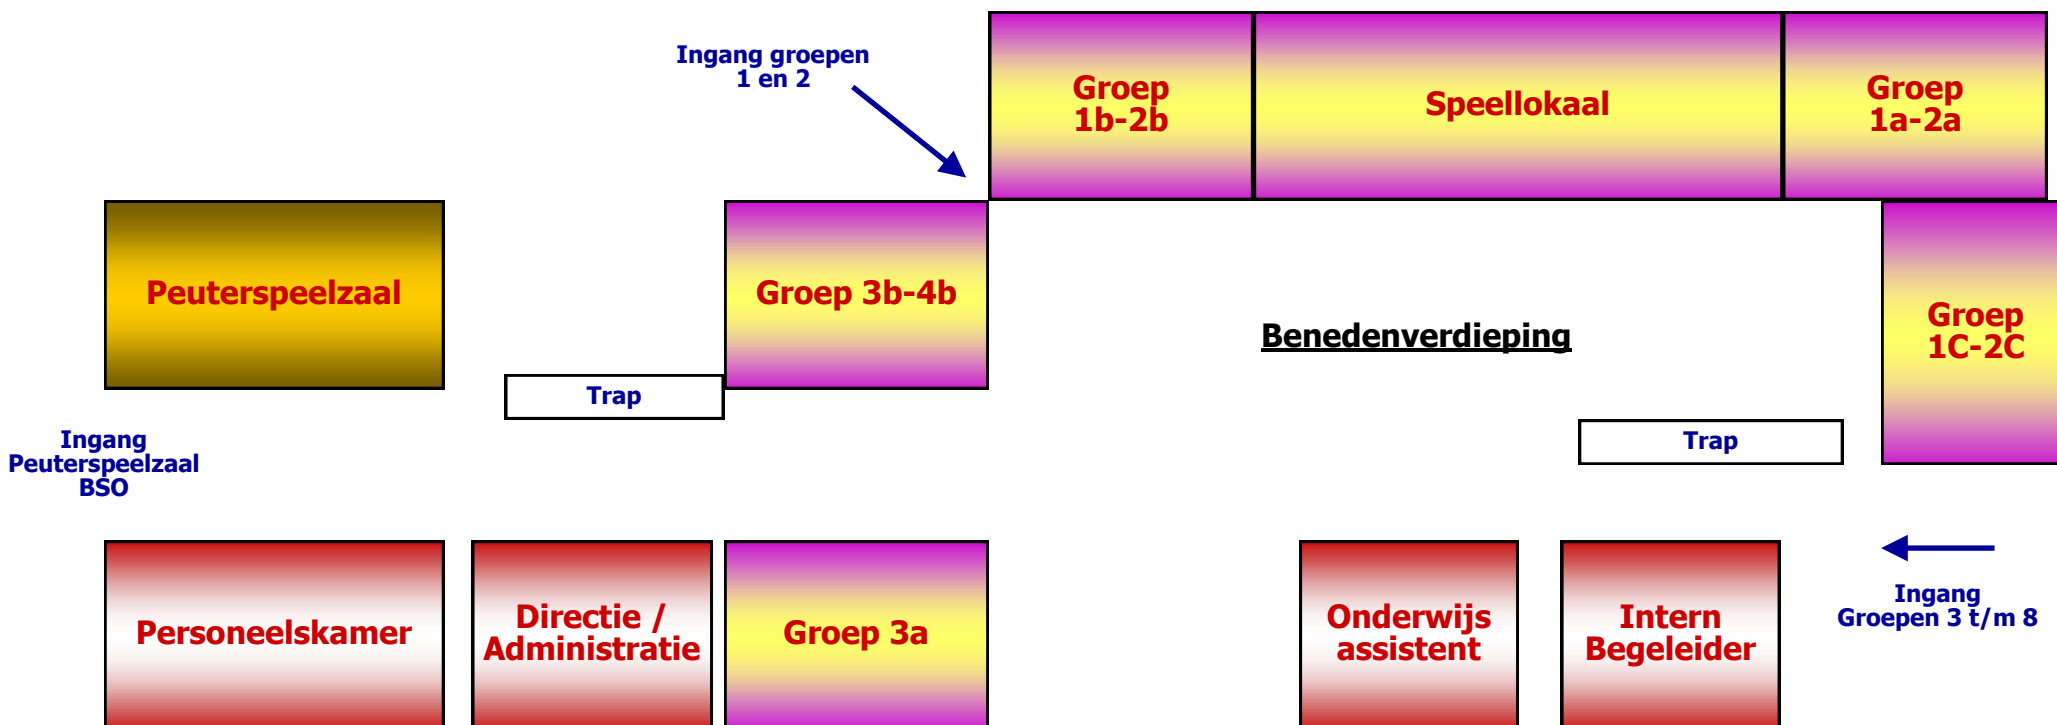 Ingang groepen
1 en 2
Groep
1b-2b
Speellokaal
Groep
1a-2a
Peuterspeelzaal
Groep 3b-4b
Benedenverdieping
Groep
1C-2C
Trap
Trap
Ingang
Peuterspeelzaal
BSO
Personeelskamer
Directie /
Administratie
Groep 3a
Onderwijs
assistent
Intern
Begeleider
Ingang
Groepen 3 t/m 8